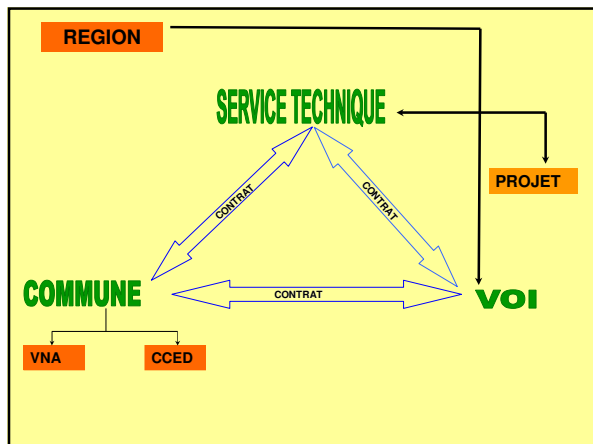 REGION
SERVICE TECHNIQUE
PROJET
CONTRAT
CONTRAT
COMMUNE
CONTRAT
VOI
VNA
CCED